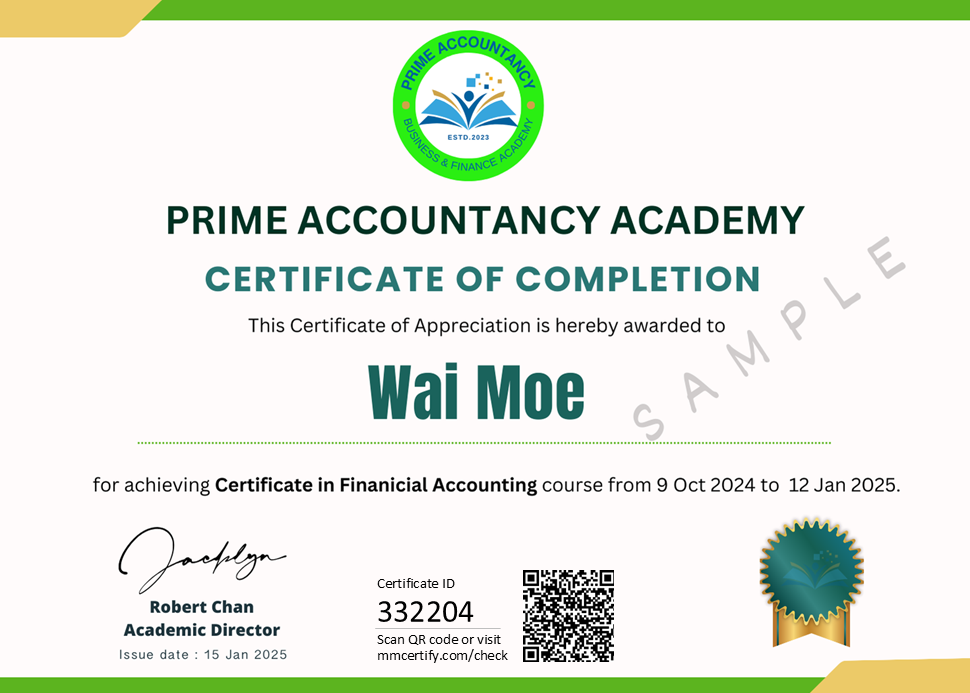 PRIME ACCOUNTANCY
ESTD.2023
BUSINESS & FINANCE ACADEMY
PRIME ACCOUNTANCY ACADEMY
CERTIFICATE OF COMPLETION
This Certificate of Appreciation is hereby awarded to
Wai Moe
SAMPLE
for achieving Certificate in Finanicial Accounting course from 9 Oct 2024 to 12 Jan 2025.
Jacklyn
Robert Chan
Academic Director
Issue date : 15 Jan 2025
Certificate ID
332204
Scan QR code or visit
mmcertify.com/check